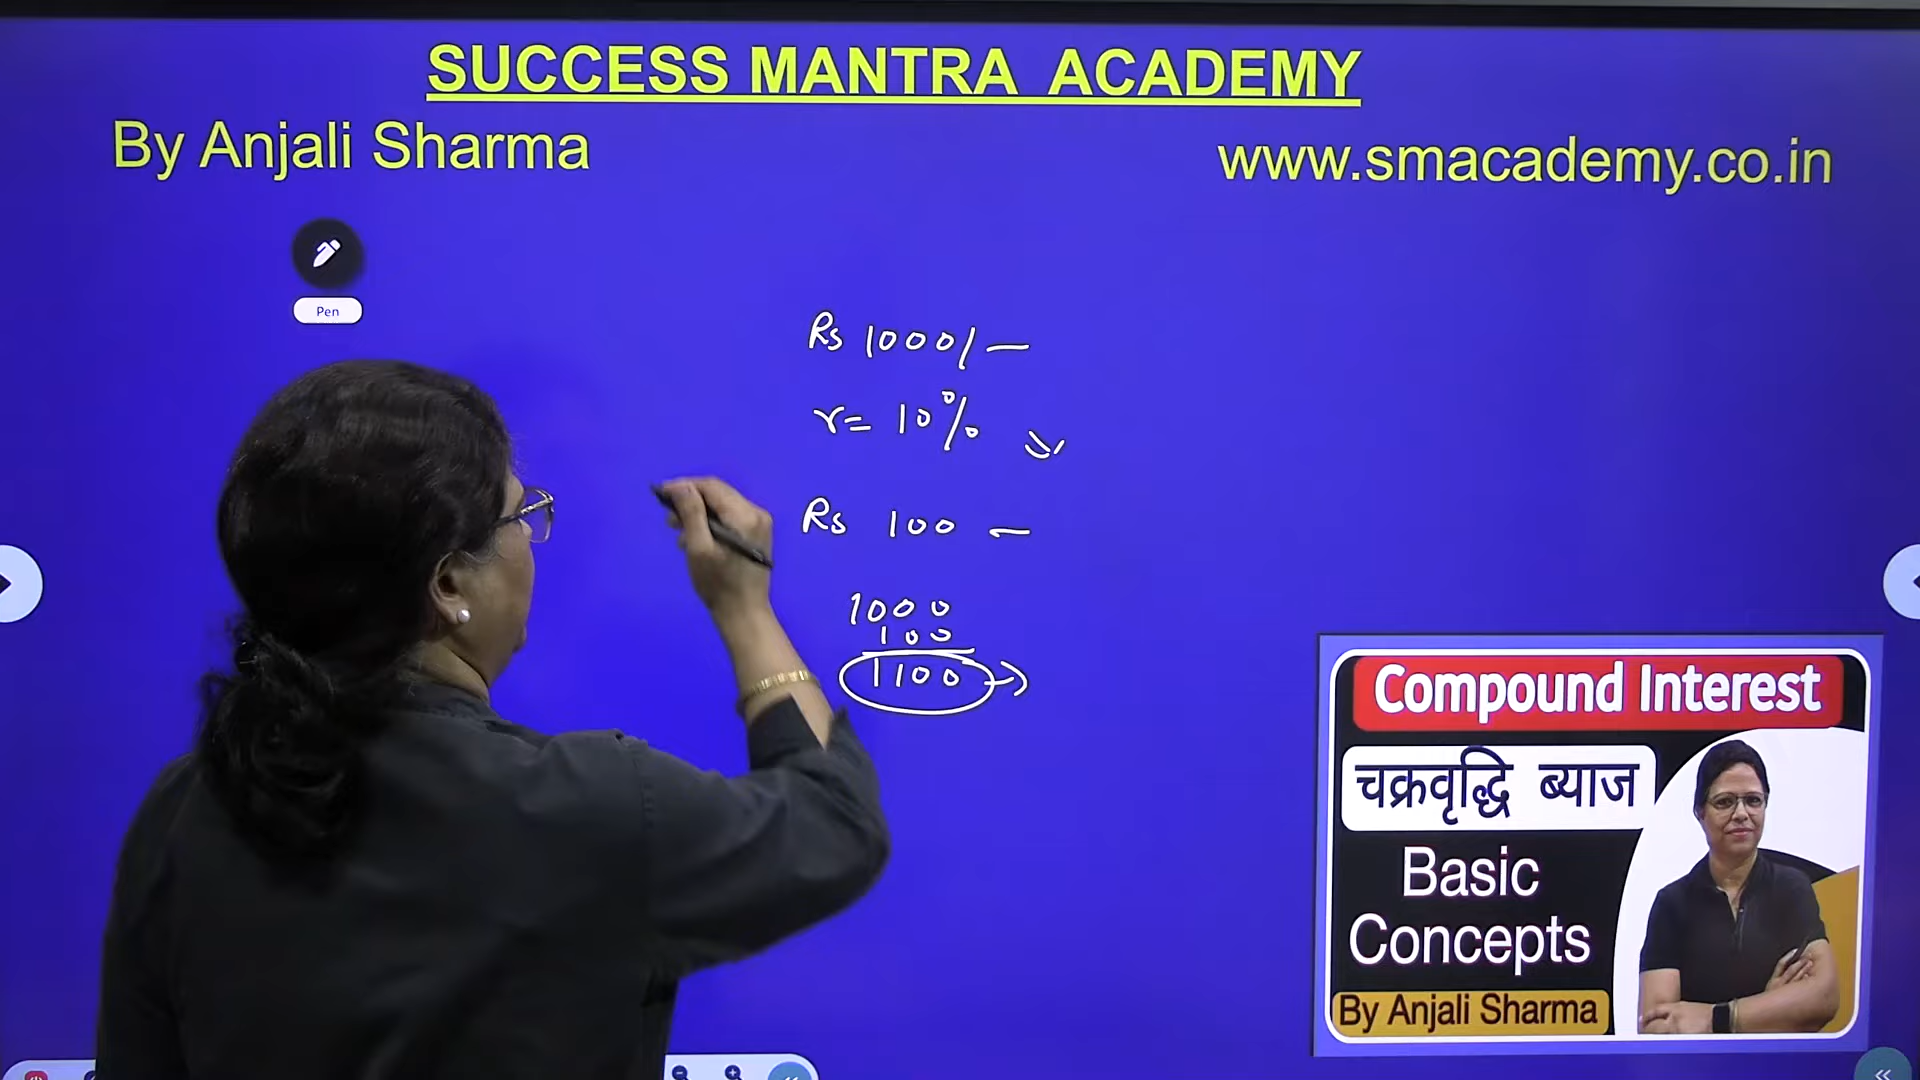 SUCCESS MANTRA ACADEMY
By Anjali Sharma
www.smacademy.co.in
Pen
Rs 1000/—
r= 10%
Rs 100 —
1000
100
1100
Compound Interest
चक्रवृद्धि ब्याज
Basic
Concepts
By Anjali Sharma